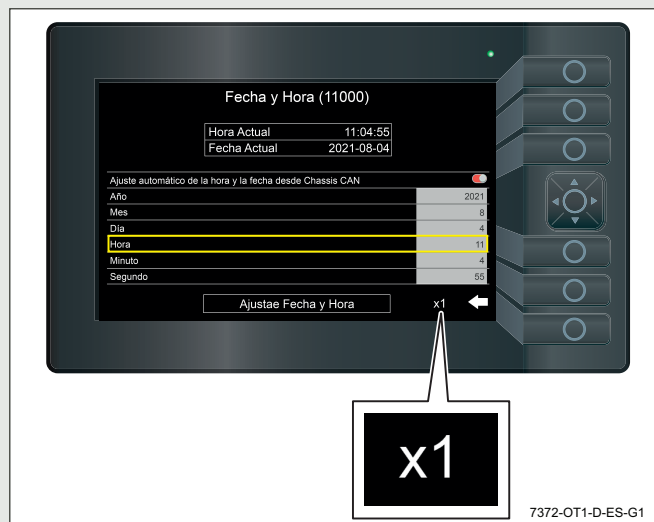 Fecha y Hora (11000)
Hora Actual 11:04:55
Fecha Actual 2021-08-04
Ajuste automático de la hora y la fecha desde Chassis CAN
Año 2021
Mes 8
Día 4
Hora 11
Minuto 4
Segundo 55
Ajustae Fecha y Hora x1
x1
7372-OT1-D-ES-G1